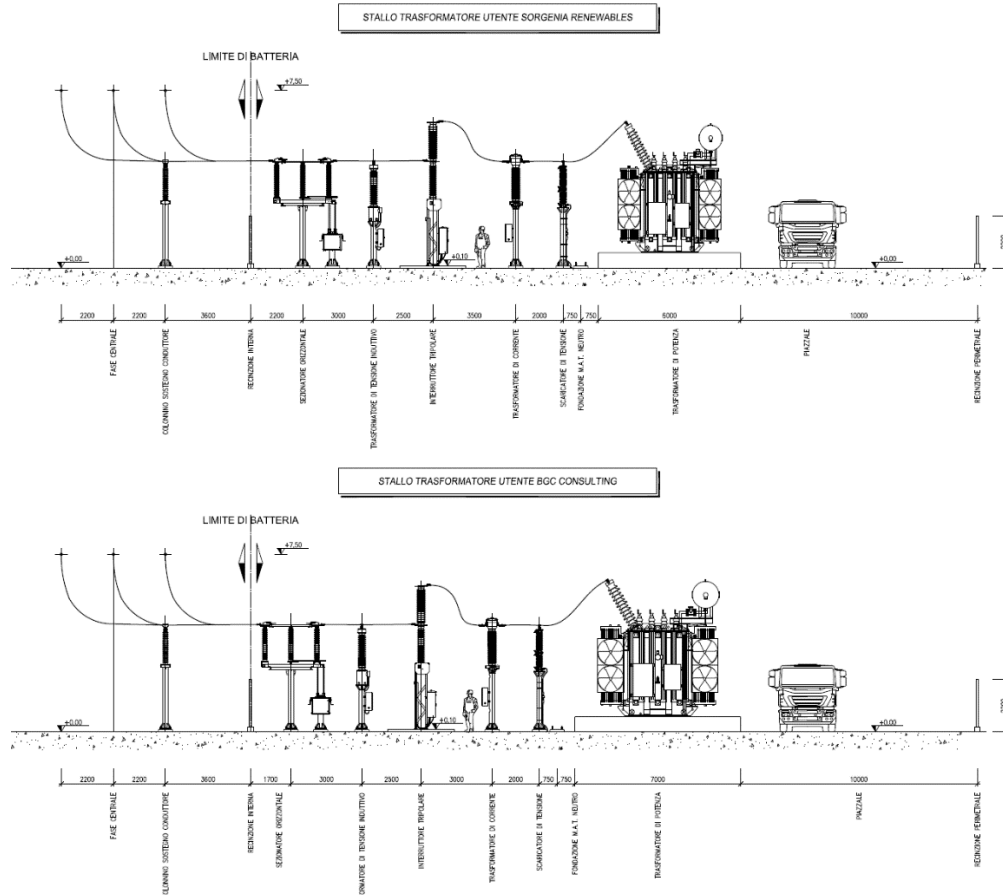 STALLO TRASFORMATORE UTENTE SORGENIA RENEWABLES
LIMITE DI BATTERIA
+7,50
+0,00
+0,10
+0,00
2200 2200 3600 2200 3000 2500 3500 2000 750 750 6000 10000
FASE CENTRALE
COLONNINO SOSTEGNO CONDUTTORE
RECINZIONE INTERNA
SEZIONATORE ORIZZONTALE
TRASFORMATORE DI TENSIONE INDUTTIVO
INTERRUTTORE TRIPOLARE
TRASFORMATORE DI CORRENTE
SCARICATORE DI TENSIONE
FONDAZIONE M.A.T. NEUTRO
TRASFORMATORE DI POTENZA
PIAZZALE
RECINZIONE PERIMETRALE
STALLO TRASFORMATORE UTENTE BGC CONSULTING
LIMITE DI BATTERIA
+7,50
+0,00
+0,10
+0,00
2200 2200 3600 1700 3000 2500 3000 2000 750 750 7000 10000
FASE CENTRALE
OLONNINO SOSTEGNO CONDUTTORE
RECINZIONE INTERNA
SEZIONATORE ORIZZONTALE
ORMATORE DI TENSIONE INDUTTIVO
INTERRUTTORE TRIPOLARE
TRASFORMATORE DI CORRENTE
SCARICATORE DI TENSIONE
FONDAZIONE M.A.T. NEUTRO
TRASFORMATORE DI POTENZA
PIAZZALE
RECINZIONE PERIMETRALE